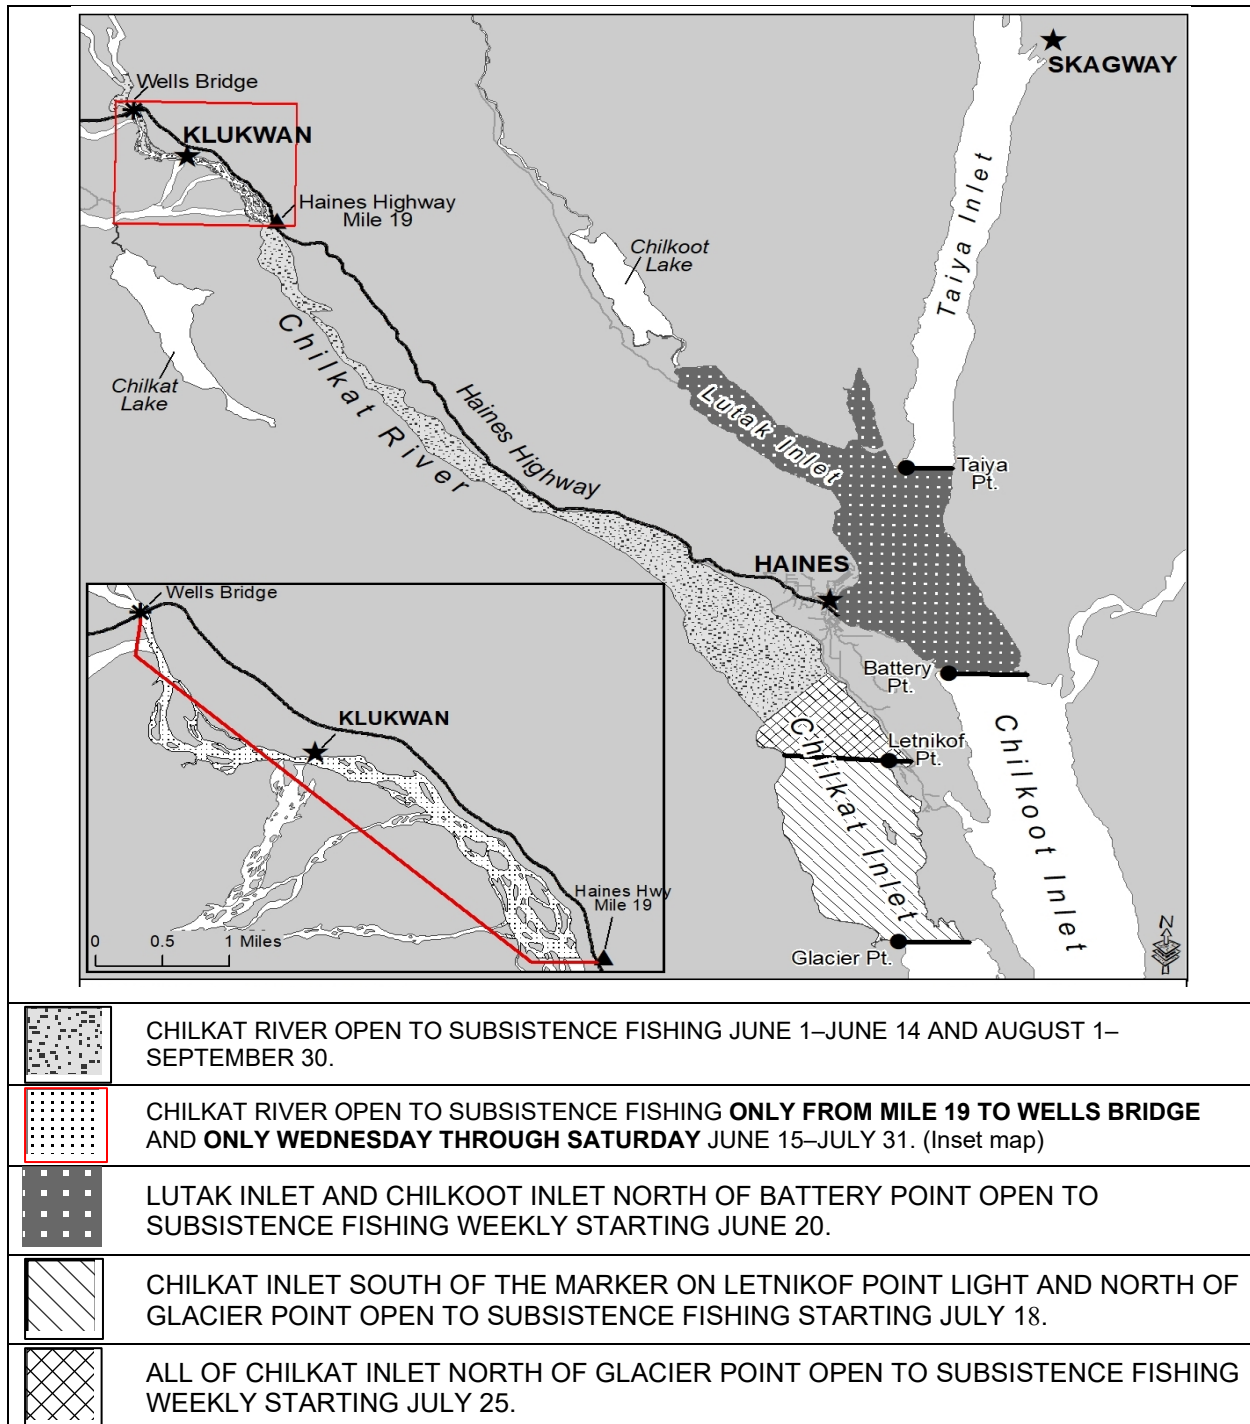 SKAGWAY
Wells Bridge
KLUKWAN
Haines Highway
Mile 19
Taiya Inlet
Chilkoot
Lake
Chilkat
Lake
Chilkat River
Haines Highway
Lutak Inlet
Taiya
Pt.
HAINES
Battery
Pt.
Letnikof
Pt.
Chilkat Inlet
Chilkoot Inlet
Glacier Pt.
N
Wells Bridge
KLUKWAN
Haines Hwy
Mile 19
0 0.5 1 Miles
CHILKAT RIVER OPEN TO SUBSISTENCE FISHING JUNE 1–JUNE 14 AND AUGUST 1–
SEPTEMBER 30.
CHILKAT RIVER OPEN TO SUBSISTENCE FISHING ONLY FROM MILE 19 TO WELLS BRIDGE
AND ONLY WEDNESDAY THROUGH SATURDAY JUNE 15–JULY 31. (Inset map)
LUTAK INLET AND CHILKOOT INLET NORTH OF BATTERY POINT OPEN TO
SUBSISTENCE FISHING WEEKLY STARTING JUNE 20.
CHILKAT INLET SOUTH OF THE MARKER ON LETNIKOF POINT LIGHT AND NORTH OF
GLACIER POINT OPEN TO SUBSISTENCE FISHING STARTING JULY 18.
ALL OF CHILKAT INLET NORTH OF GLACIER POINT OPEN TO SUBSISTENCE FISHING
WEEKLY STARTING JULY 25.